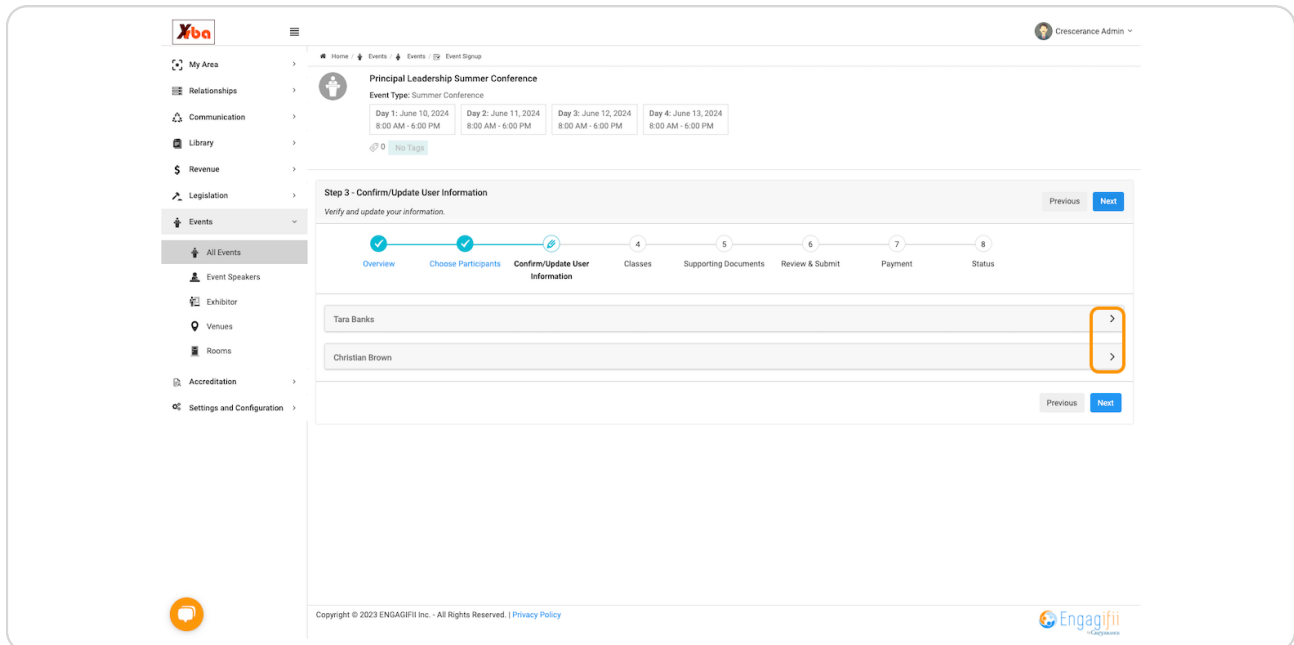 Xba
Crescerance Admin
My Area
Relationships
Communication
Library
$ Revenue
Legislation
Events
All Events
Event Speakers
Exhibitor
Venues
Rooms
Accreditation
Settings and Configuration
Home / Events / Events / Event Signup
Principal Leadership Summer Conference
Event Type: Summer Conference
Day 1: June 10, 2024
8:00 AM - 6:00 PM
Day 2: June 11, 2024
8:00 AM - 6:00 PM
Day 3: June 12, 2024
8:00 AM - 6:00 PM
Day 4: June 13, 2024
8:00 AM - 6:00 PM
0 No Tags
Step 3 - Confirm/Update User Information
Verify and update your information.
Previous Next
4 5 6 7 8
Overview Choose Participants Confirm/Update User Information Classes Supporting Documents Review & Submit Payment Status
Tara Banks
Christian Brown
Previous Next
Copyright © 2023 ENGAGIFII Inc. - All Rights Reserved. | Privacy Policy
Engagifii